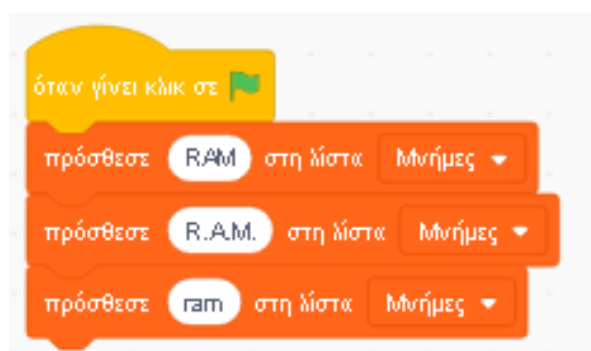 όταν γίνει κλικ σε
πρόσθεσε RAM στη λίστα Μνήμες
πρόσθεσε R.A.M. στη λίστα Μνήμες
πρόσθεσε ram στη λίστα Μνήμες